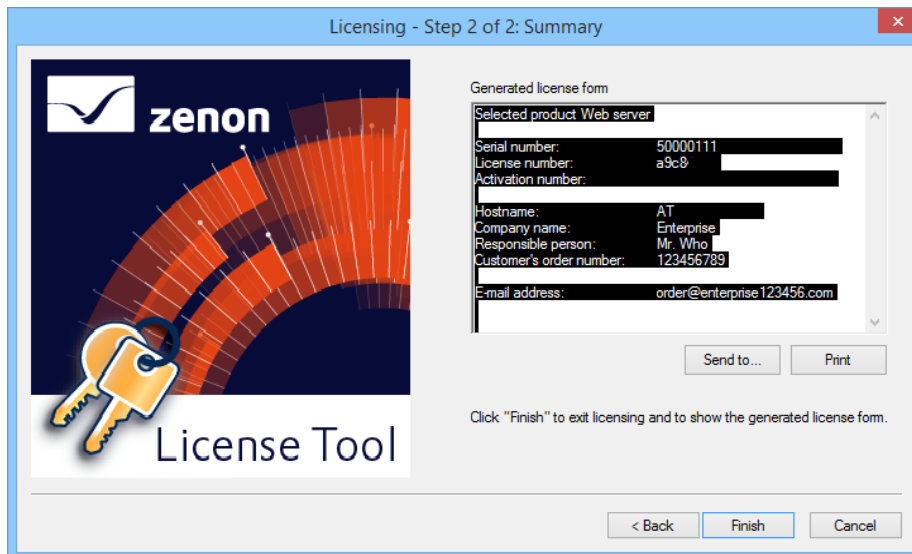 Licensing - Step 2 of 2: Summary
zenon
License Tool
Generated license form
Selected product Web server
Serial number: 50000111
License number: a9c8
Activation number:
Hostname: AT
Company name: Enterprise
Responsible person: Mr. Who
Customer's order number: 123456789
E-mail address: order@enterprise123456.com
Send to...
Print
Click "Finish" to exit licensing and to show the generated license form.
< Back
Finish
Cancel